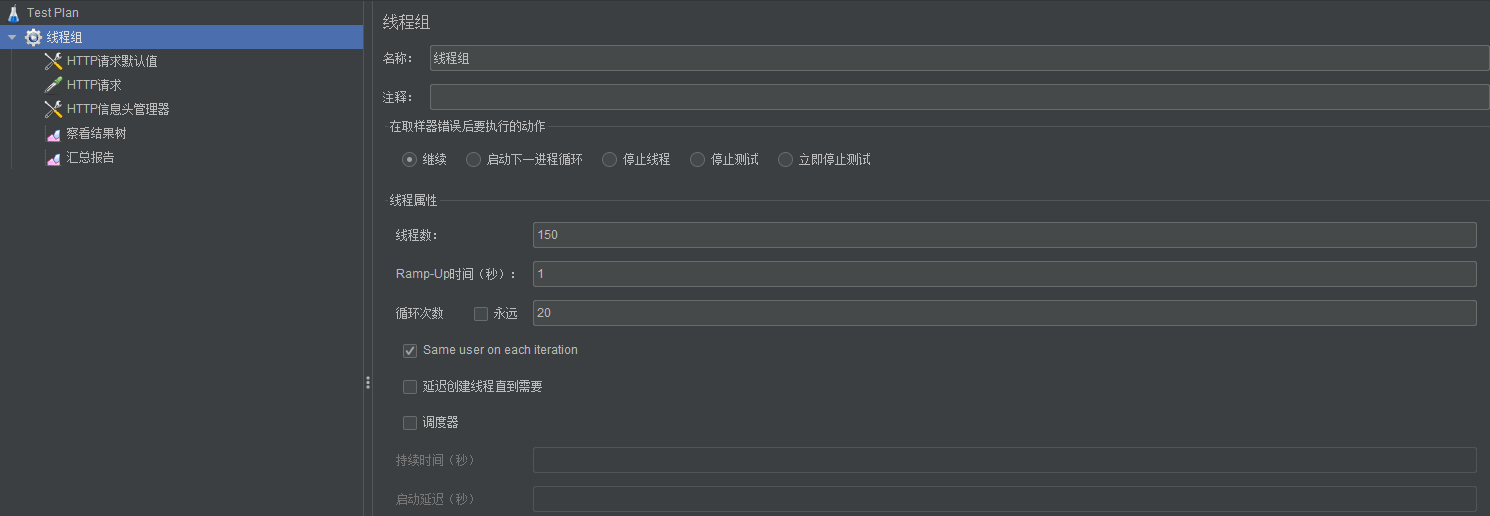 Test Plan
线程组
HTTP请求默认值
HTTP请求
HTTP信息头管理器
察看结果树
汇总报告
线程组
名称： 线程组
注释：
在取样器错误后要执行的动作
继续 启动下一进程循环 停止线程 停止测试 立即停止测试
线程属性
线程数： 150
Ramp-Up时间（秒）： 1
循环次数 永远 20
Same user on each iteration
延迟创建线程直到需要
调度器
持续时间（秒）
启动延迟（秒）